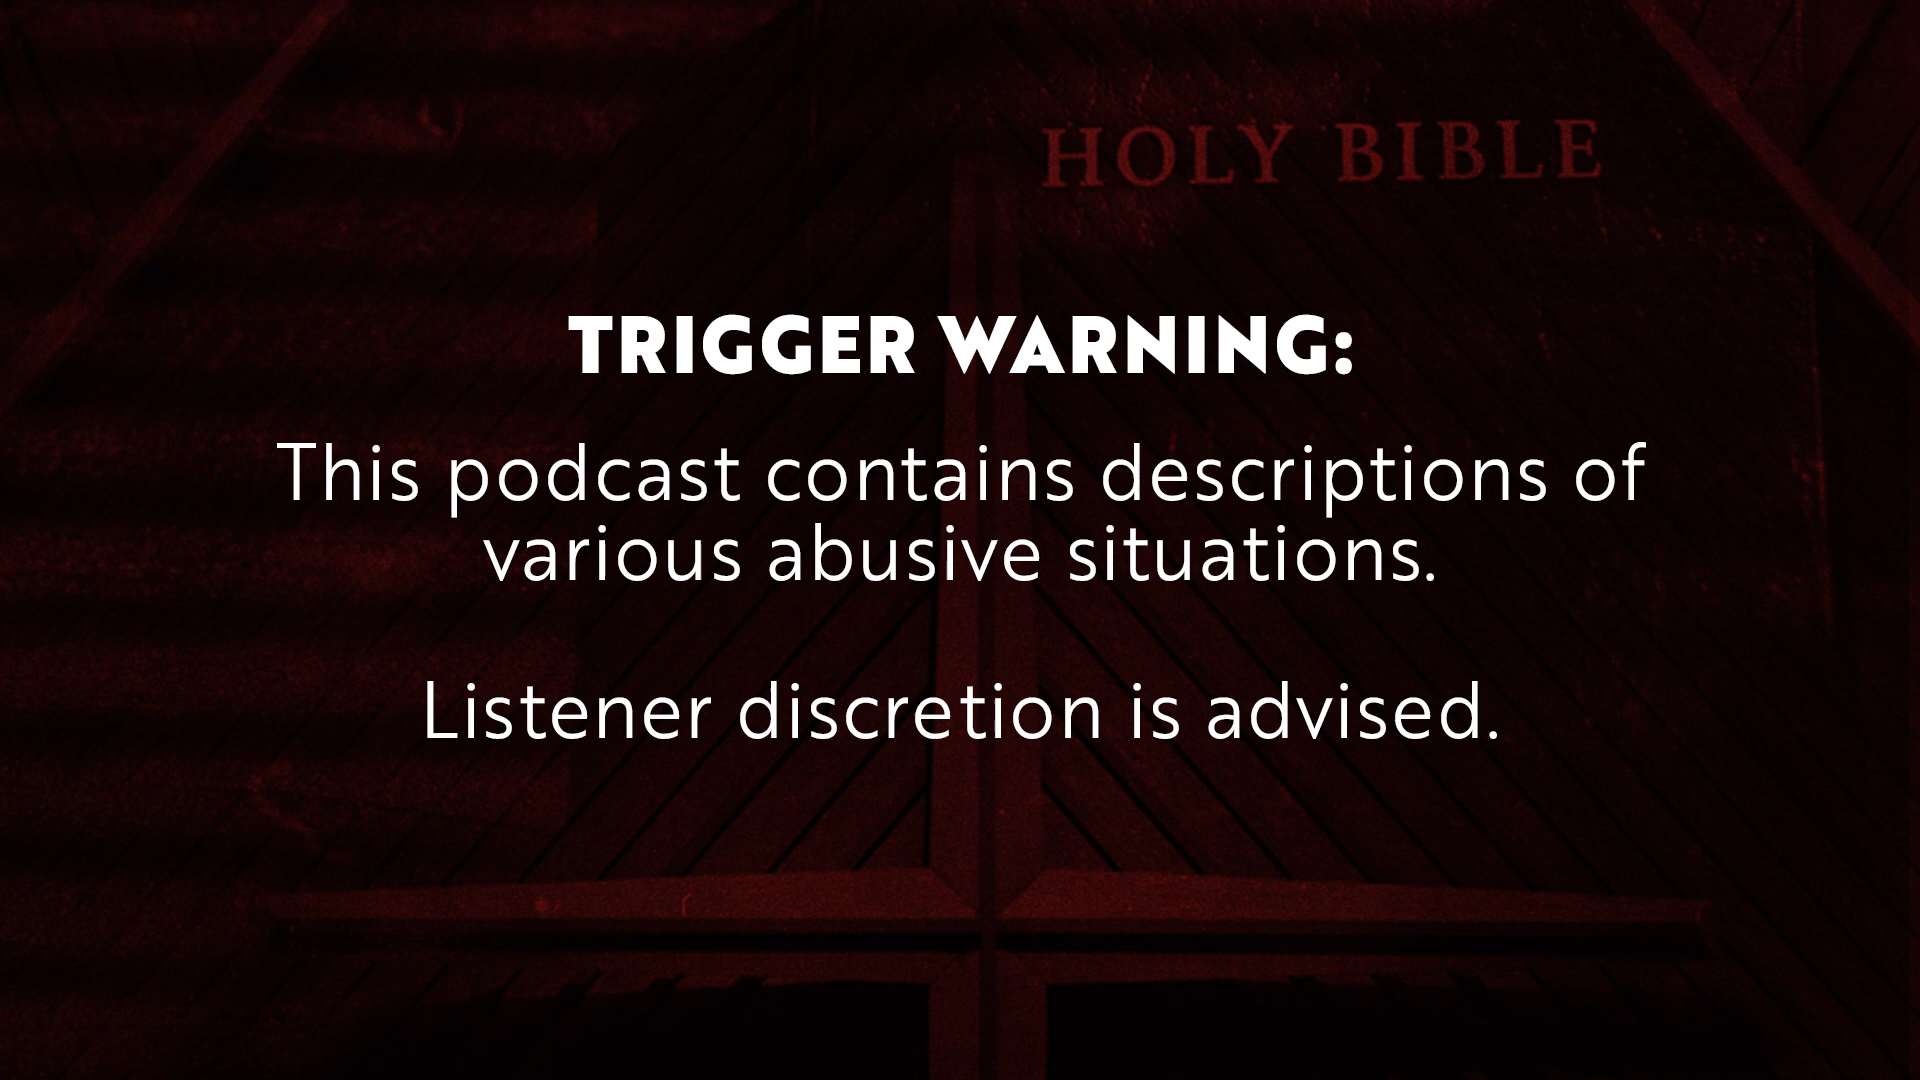 HOLY BIBLE
TRIGGER WARNING:
This podcast contains descriptions of
various abusive situations.
Listener discretion is advised.